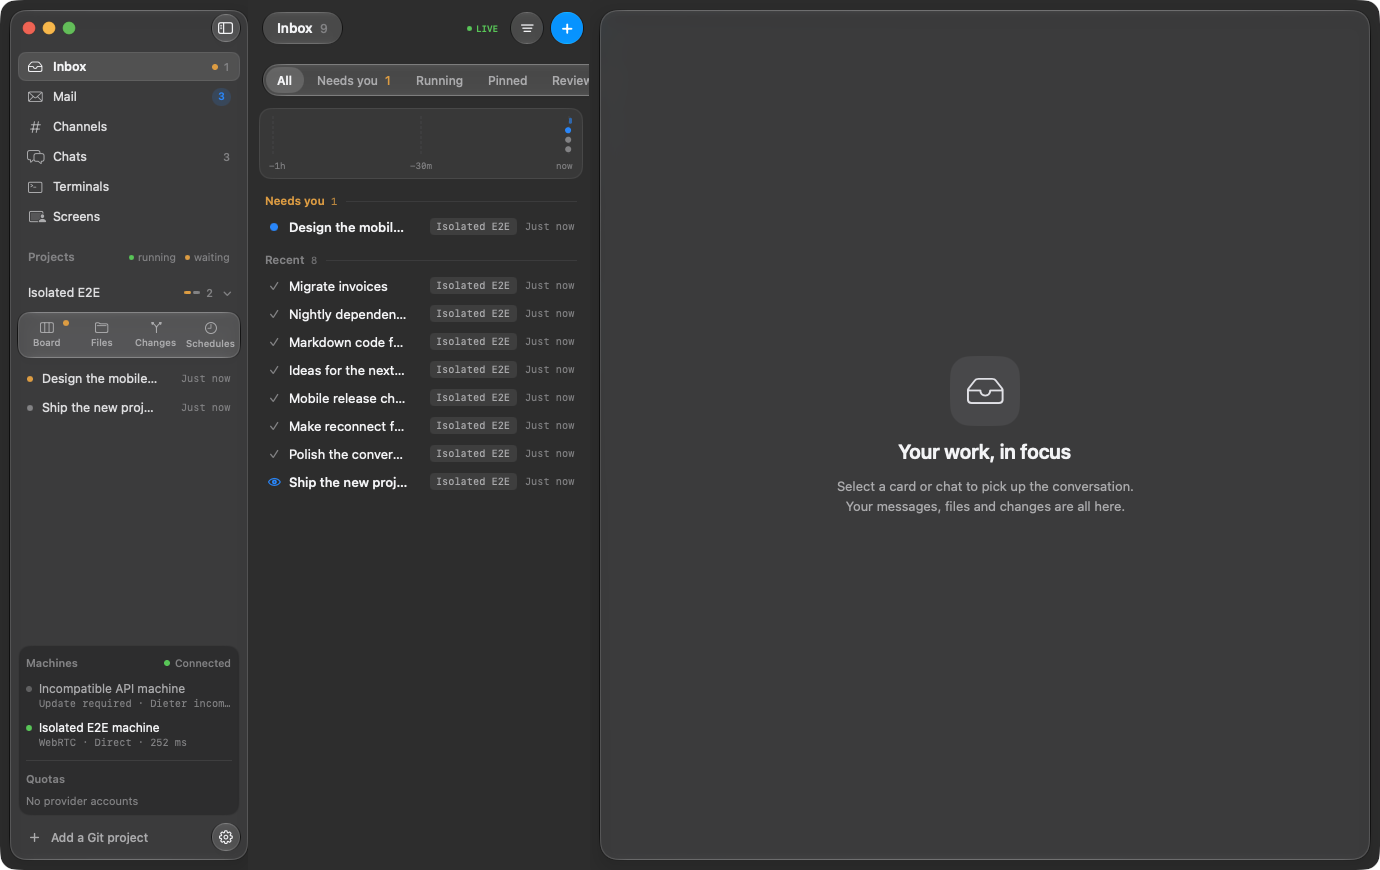 Inbox 1
Mail 3
Channels
Chats 3
Terminals
Screens
Projects running waiting
Isolated E2E 2
Board Files Changes Schedules
Design the mobile... Just now
Ship the new proj... Just now
Machines Connected
Incompatible API machine
Update required · Dieter incom...
Isolated E2E machine
WebRTC · Direct · 252 ms
Quotas
No provider accounts
+ Add a Git project
Inbox 9 LIVE
All Needs you 1 Running Pinned Review
-1h -30m now
Needs you 1
Design the mobil... Isolated E2E Just now
Recent 8
Migrate invoices Isolated E2E Just now
Nightly dependen... Isolated E2E Just now
Markdown code f... Isolated E2E Just now
Ideas for the next... Isolated E2E Just now
Mobile release ch... Isolated E2E Just now
Make reconnect f... Isolated E2E Just now
Polish the conver... Isolated E2E Just now
Ship the new proj... Isolated E2E Just now
Your work, in focus
Select a card or chat to pick up the conversation.
Your messages, files and changes are all here.